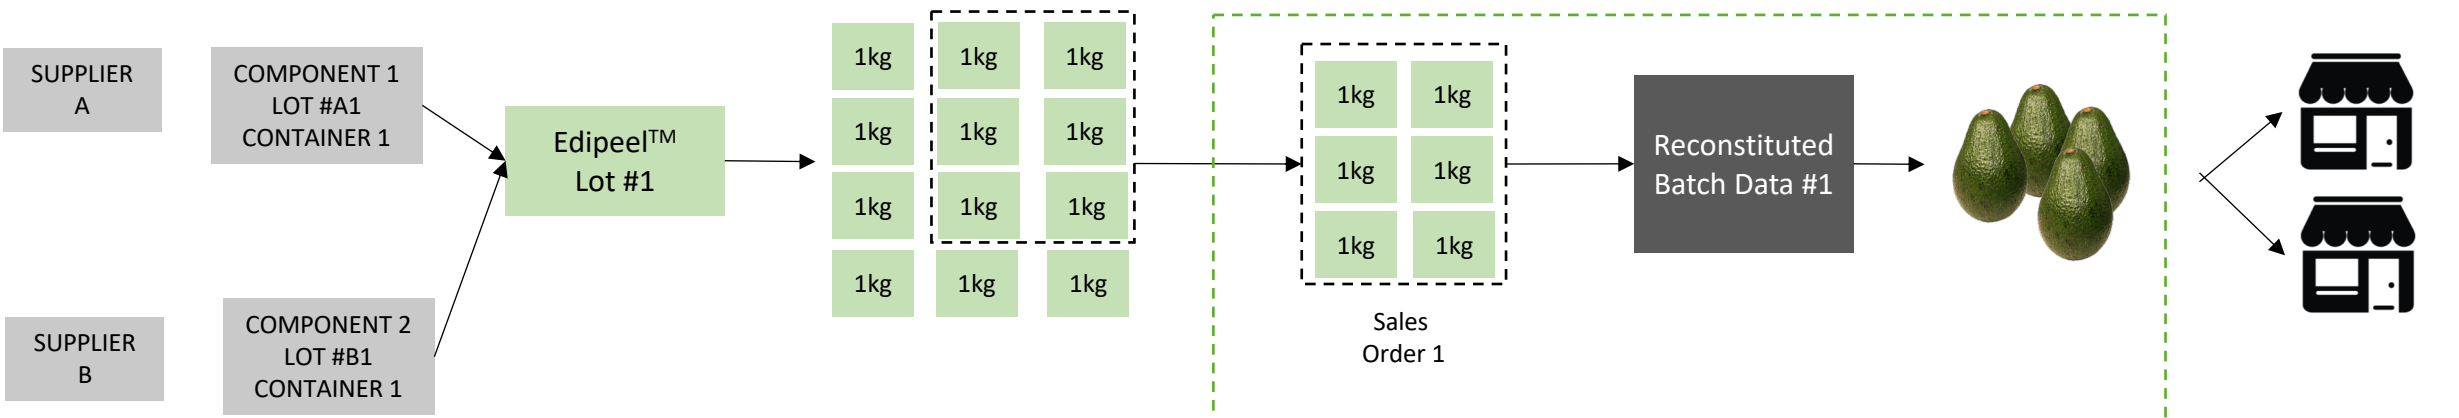 SUPPLIER
A
COMPONENT 1
LOT #A1
CONTAINER 1
SUPPLIER
B
COMPONENT 2
LOT #B1
CONTAINER 1
Edipeel™
Lot #1
1kg 1kg 1kg
1kg 1kg 1kg
1kg 1kg 1kg
1kg 1kg 1kg
1kg 1kg
1kg 1kg
1kg 1kg
Sales
Order 1
Reconstituted
Batch Data #1